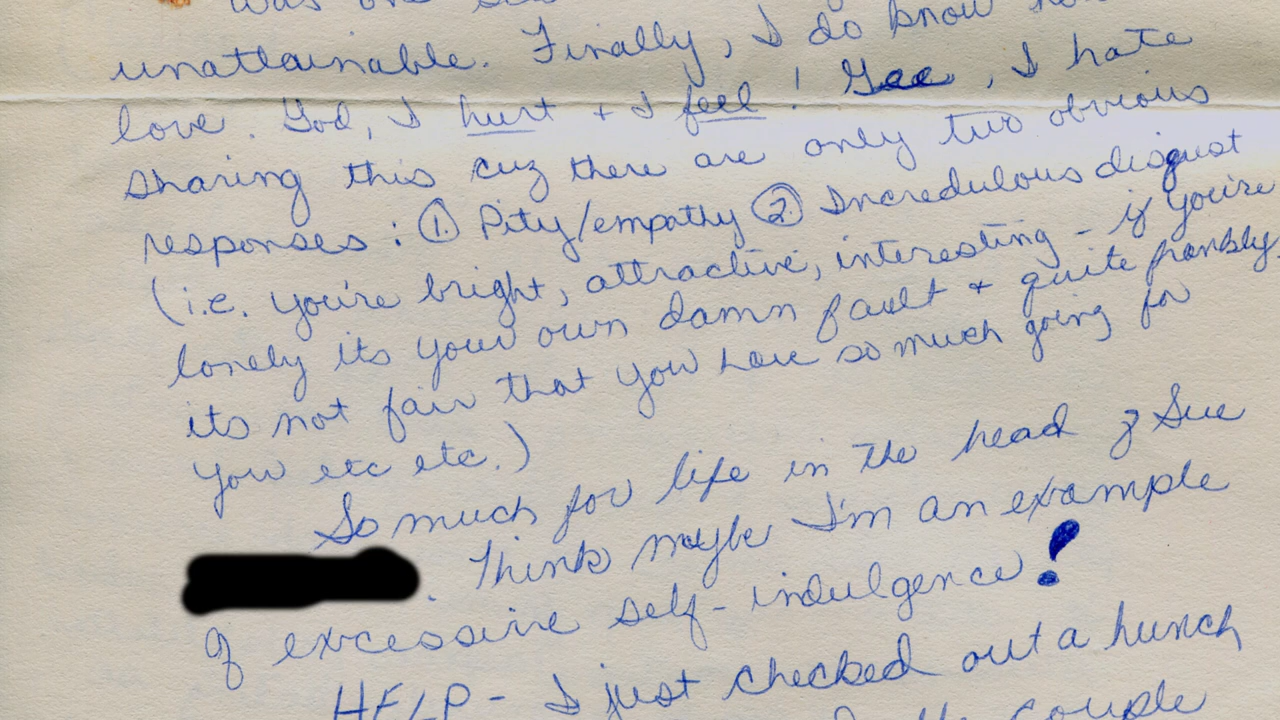 was one
unattainable. Finally, I do know
love. God, I hurt + I feel! Gee, I hate
sharing this cuz there are only two obvious
responses: ① Pity/empathy ② Incredulous disgust
(i.e. you're bright, attractive, interesting - if you're
lonely its your own damn fault + quite frankly,
its not fair that you have so much going for
you etc etc.)
So much for life in the head of Sue
. Think maybe I'm an example
of excessive self-indulgence!
HELP - I just checked out a hunch
couple